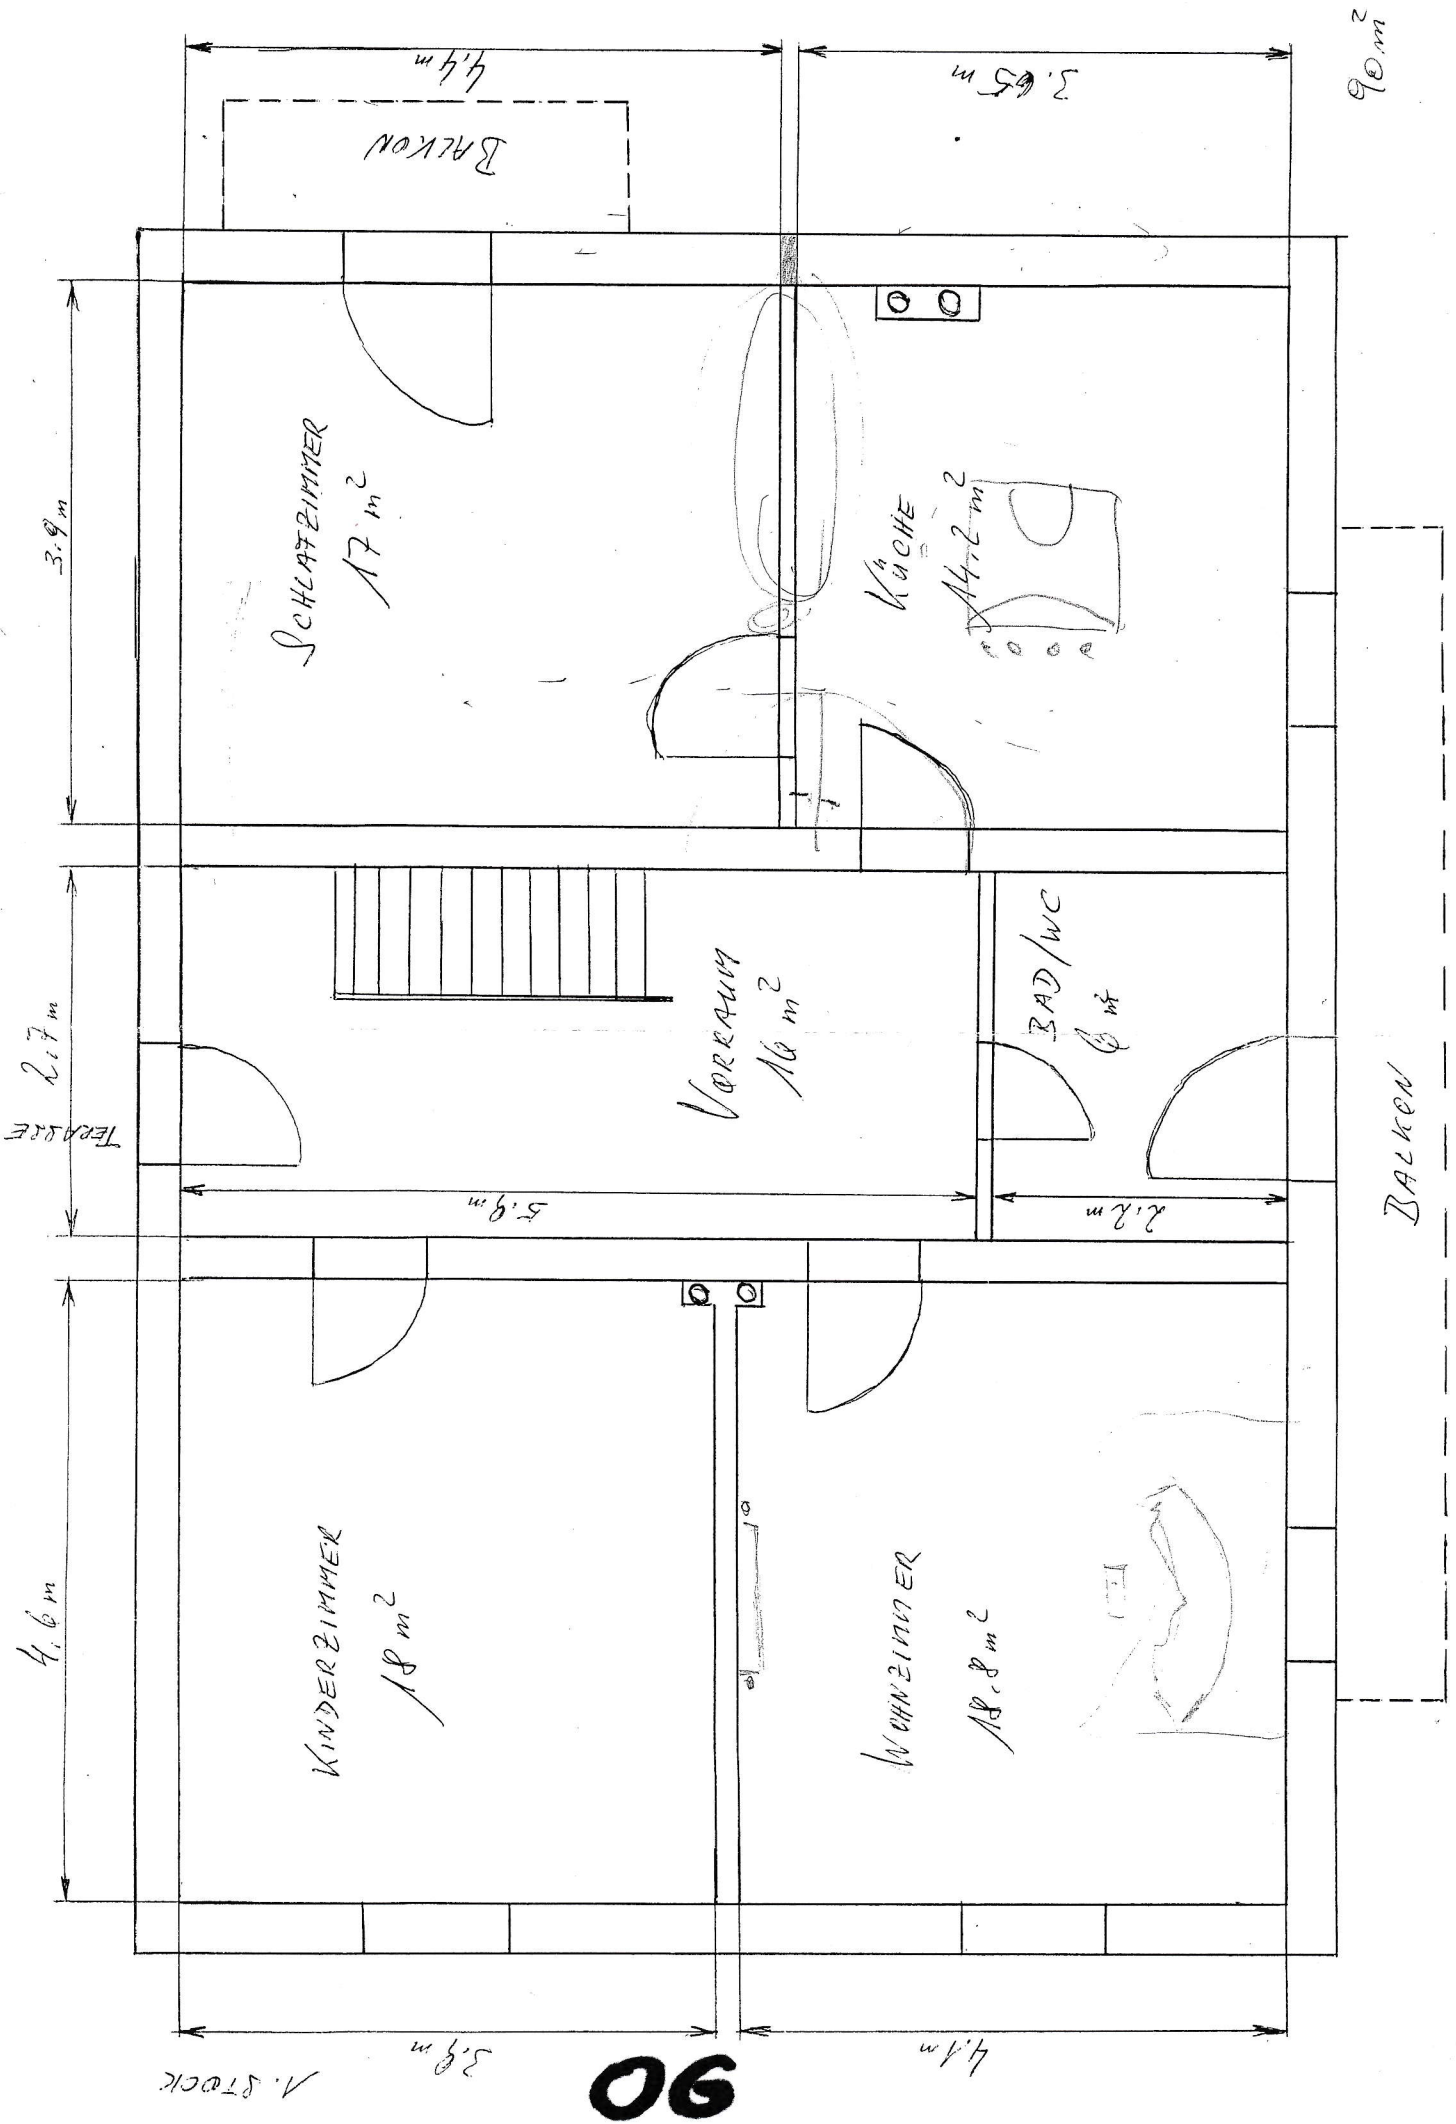 OG
1. STOCK
90 m²
4,4 m
3.65 m
BALKON
3.9 m
SCHLAFZIMMER
17 m²
KÜCHE
14.2 m²
2.7 m
TERASSE
VORRAUM
16 m²
BAD/WC
6 m²
5.9 m
2.2 m
BALKON
4,6 m
KINDERZIMMER
18 m²
WOHNZIMMER
18.8 m²
3,9 m
4,1 m